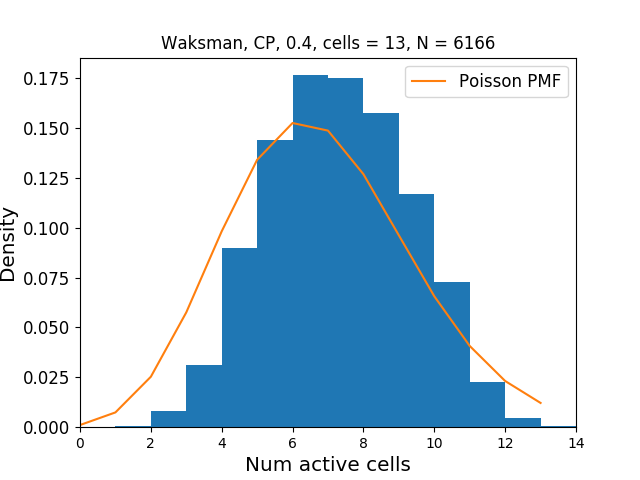 Waksman, CP, 0.4, cells = 13, N = 6166
Poisson PMF
Density
0.175
0.150
0.125
0.100
0.075
0.050
0.025
0.000
0 2 4 6 8 10 12 14
Num active cells